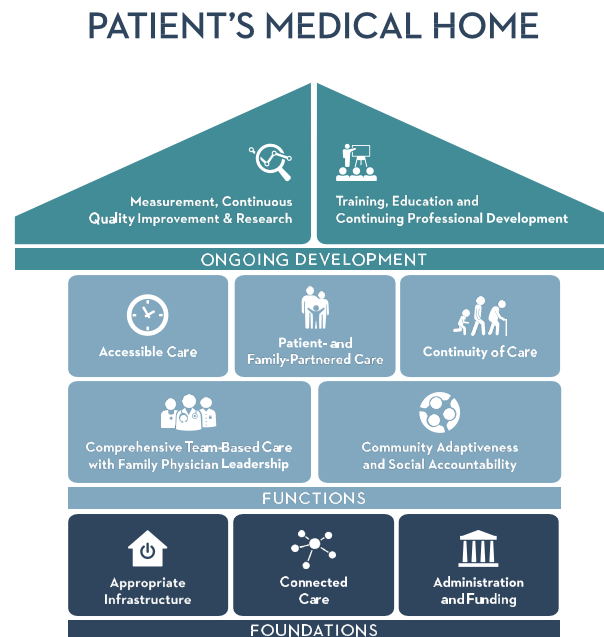 PATIENT'S MEDICAL HOME
Measurement, Continuous
Quality Improvement & Research
Training, Education and
Continuing Professional Development
ONGOING DEVELOPMENT
Accessible Care
Patient- and
Family-Partnered Care
Continuity of Care
Comprehensive Team-Based Care
with Family Physician Leadership
Community Adaptiveness
and Social Accountability
FUNCTIONS
Appropriate
Infrastructure
Connected
Care
Administration
and Funding
FOUNDATIONS